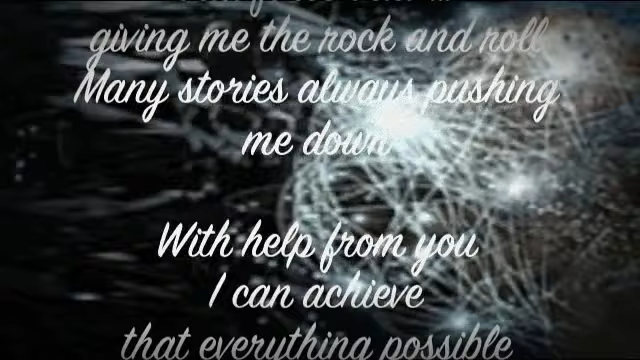 giving me the rock and roll
Many stories always pushing
me down
With help from you
I can achieve
that everything possible